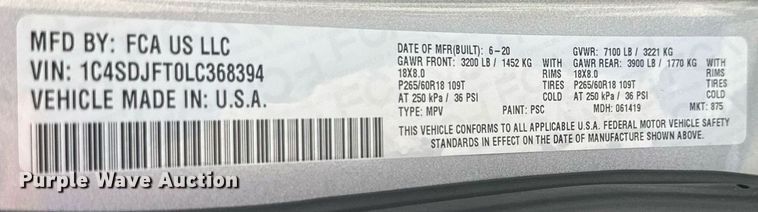 MFD BY: FCA US LLC
VIN: 1C4SDJFT0LC368394
VEHICLE MADE IN: U.S.A.
DATE OF MFR(BUILT): 6-20 GVWR: 7100 LB / 3221 KG
GAWR FRONT: 3200 LB / 1452 KG WITH GAWR REAR: 3900 LB / 1770 KG WITH
18X8.0 RIMS 18X8.0 RIMS
P265/60R18 109T TIRES P265/60R18 109T TIRES
AT 250 kPa / 36 PSI COLD AT 250 kPa / 36 PSI COLD
TYPE: MPV PAINT: PSC MDH: 061419 MKT: 875
THIS VEHICLE CONFORMS TO ALL APPLICABLE U.S.A. FEDERAL MOTOR VEHICLE SAFETY
STANDARDS IN EFFECT ON THE DATE OF MANUFACTURE SHOWN ABOVE.
Purple Wave Auction